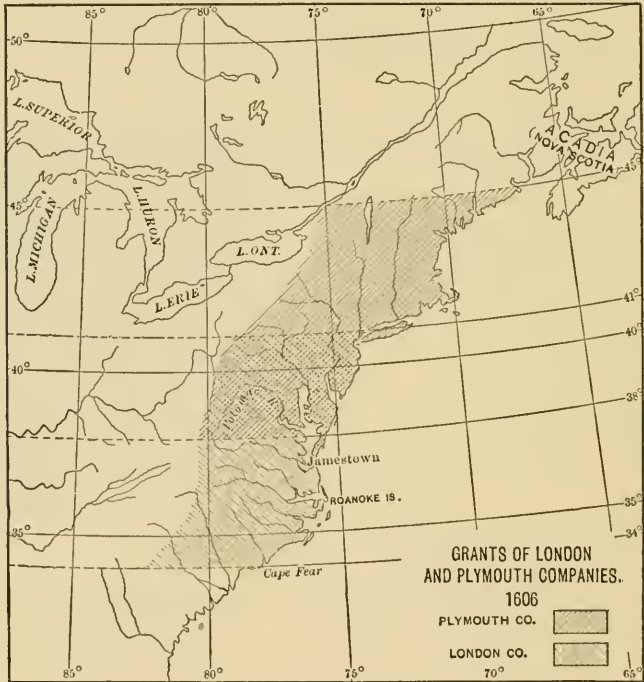 85°
80°
75°
70°
65°
50°
L. SUPERIOR
ACADIA
(NOVA SCOTIA)
45°
45°
L. HURON
L. MICHIGAN
L. ONT.
L. ERIE
41°
40°
40°
Potomac R.
38°
Jamestown
ROANOKE IS.
35°
35°
34°
Cape Fear
GRANTS OF LONDON
AND PLYMOUTH COMPANIES.
1606
PLYMOUTH CO.
LONDON CO.
85°
80°
75°
70°
65°